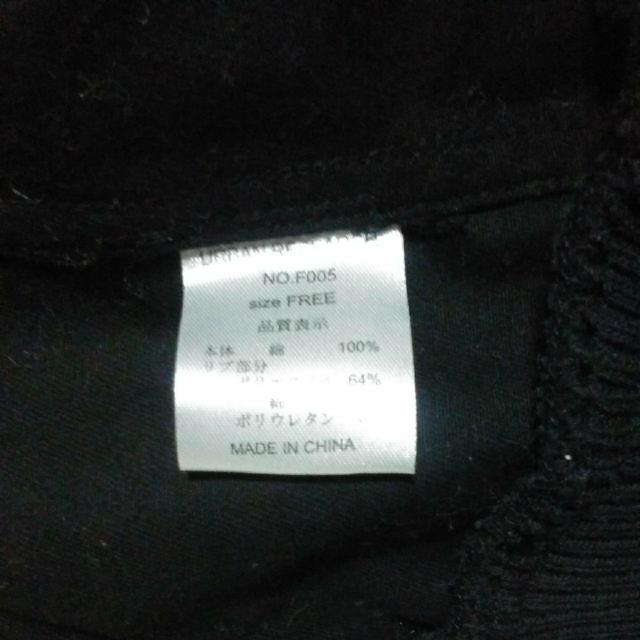 NO.F005
size FREE
品質表示
本体 綿 100%
リブ部分
64%
綿
ポリウレタン
MADE IN CHINA